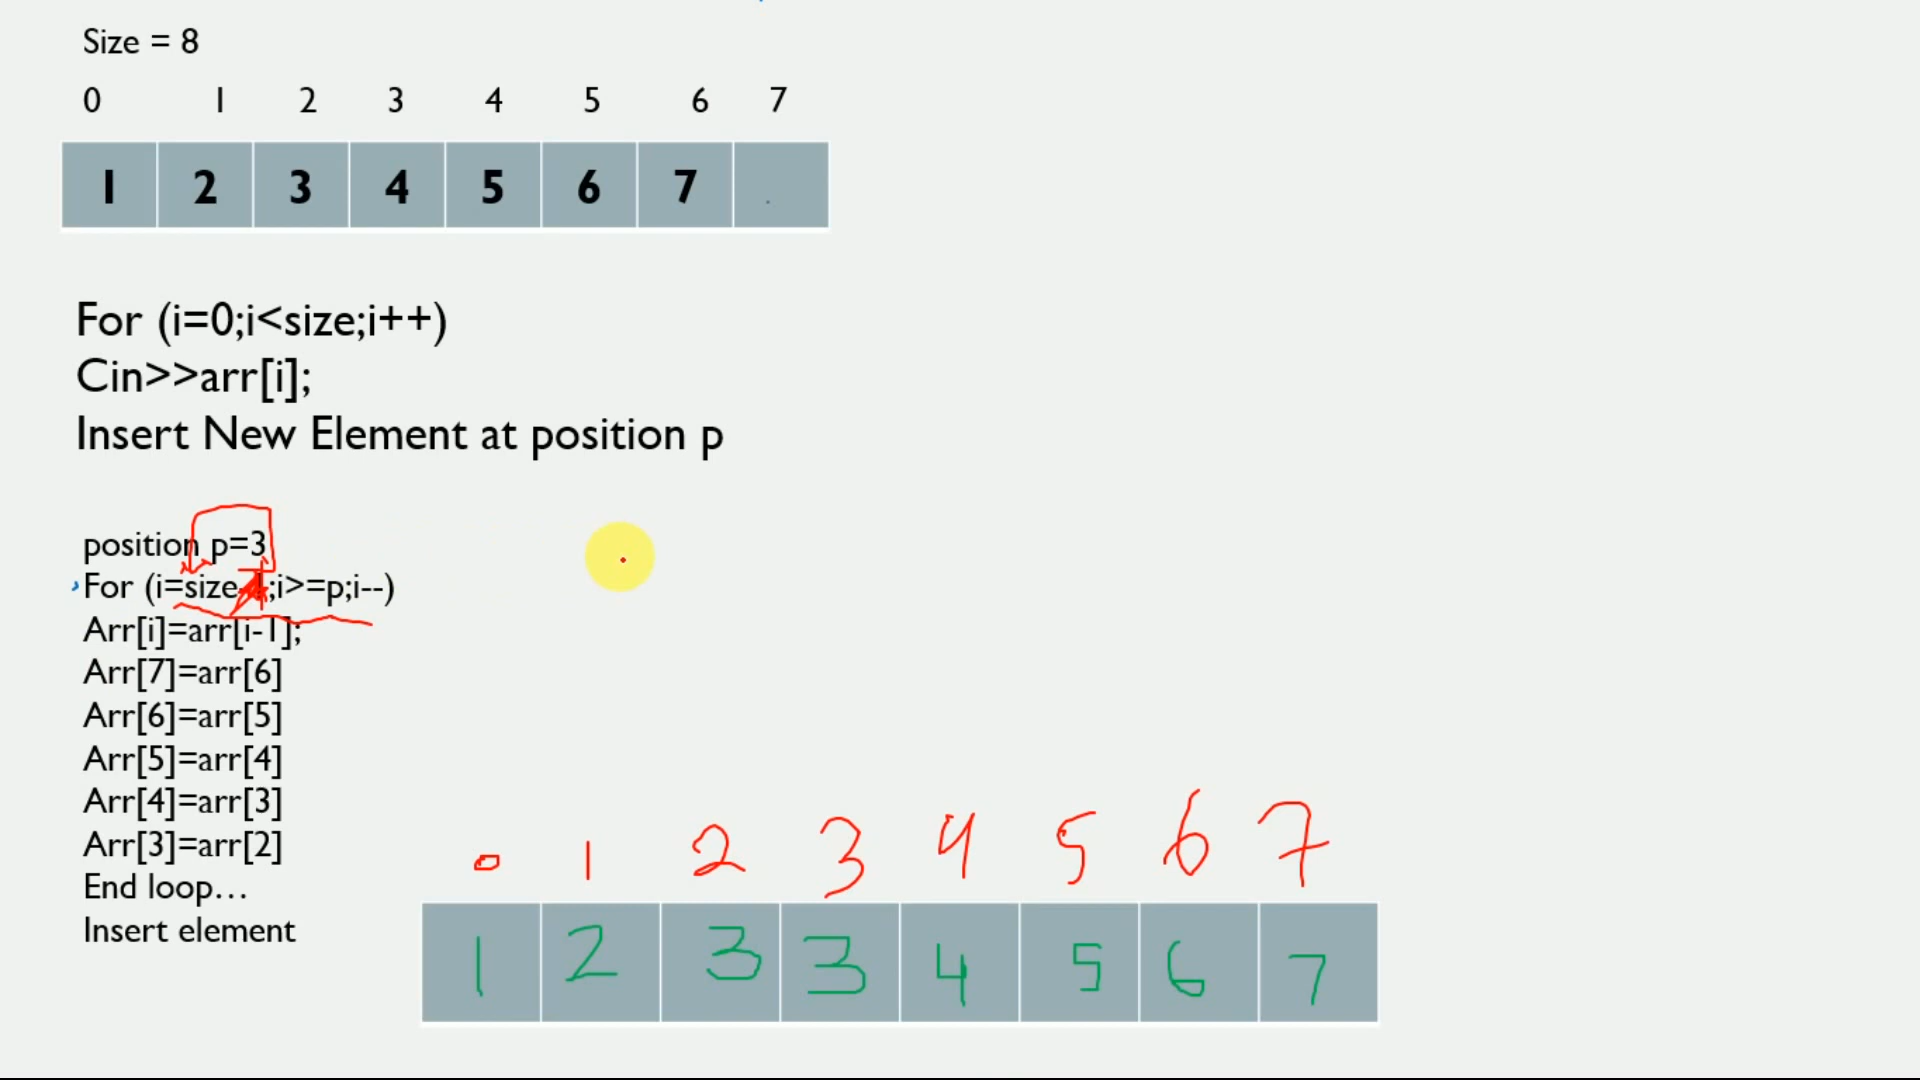 Size = 8
0 1 2 3 4 5 6 7
1 2 3 4 5 6 7
For (i=0;i<size;i++)
Cin>>arr[i];
Insert New Element at position p
position p=3
For (i=size-1;i>=p;i--)
Arr[i]=arr[i-1];
Arr[7]=arr[6]
Arr[6]=arr[5]
Arr[5]=arr[4]
Arr[4]=arr[3]
Arr[3]=arr[2]
End loop…
Insert element
0 1 2 3 4 5 6 7
1 2 3 3 4 5 6 7